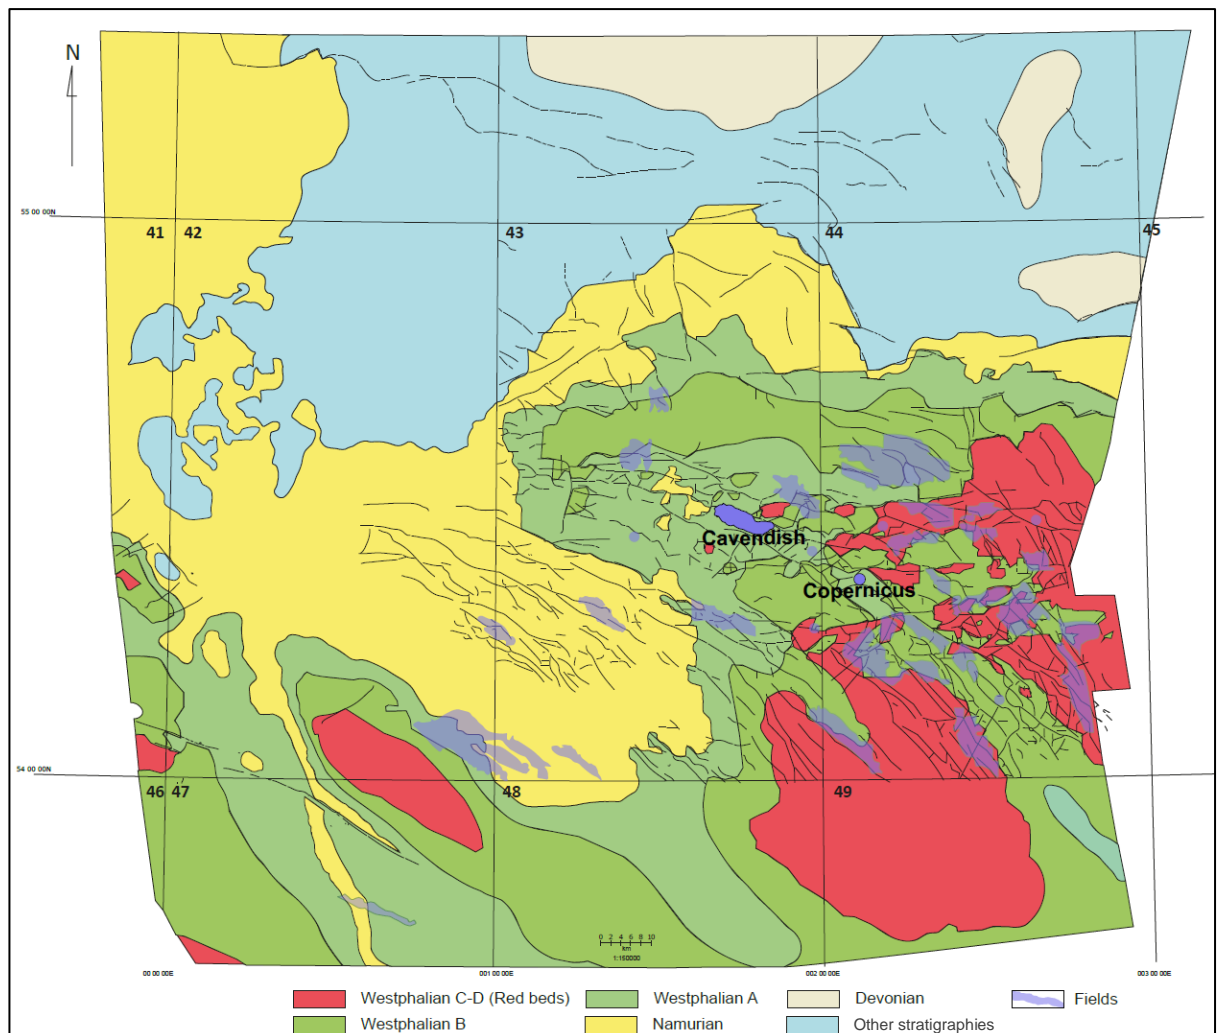 N
55 00 00N
41 42 43 44 45
Cavendish
Copernicus
54 00 00N
46 47 48 49
0 2 4 6 8 10
km
1:150000
00 00 00E 001 00 00E 002 00 00E 003 00 00E
Westphalian C-D (Red beds) Westphalian A Devonian Fields
Westphalian B Namurian Other stratigraphies